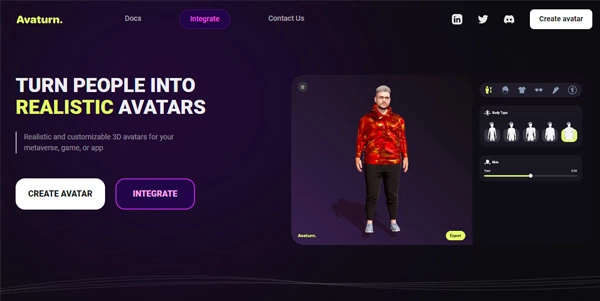 Avaturn.
Docs
Integrate
Contact Us
Create avatar
TURN PEOPLE INTO
REALISTIC AVATARS
Realistic and customizable 3D avatars for your
metaverse, game, or app
CREATE AVATAR
INTEGRATE
Body Type
Skin
Avaturn.
Export